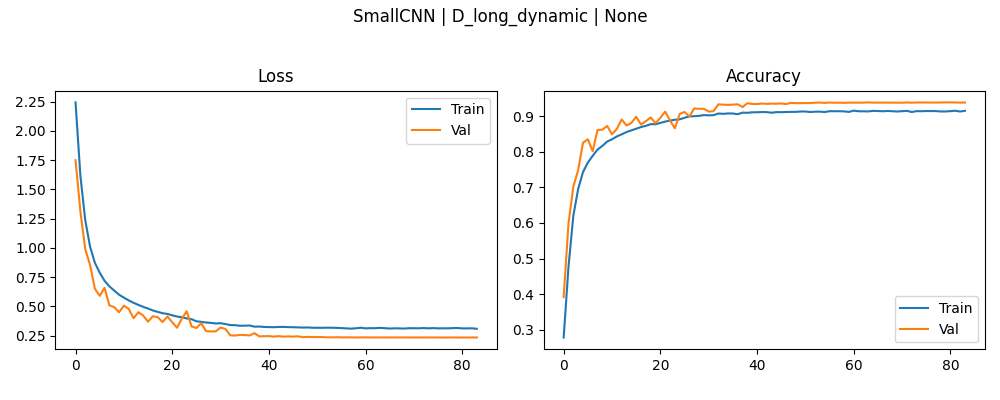 SmallCNN | D_long_dynamic | None
Loss
2.25
2.00
1.75
1.50
1.25
1.00
0.75
0.50
0.25
0 20 40 60 80
Train
Val
Accuracy
0.9
0.8
0.7
0.6
0.5
0.4
0.3
0 20 40 60 80
Train
Val